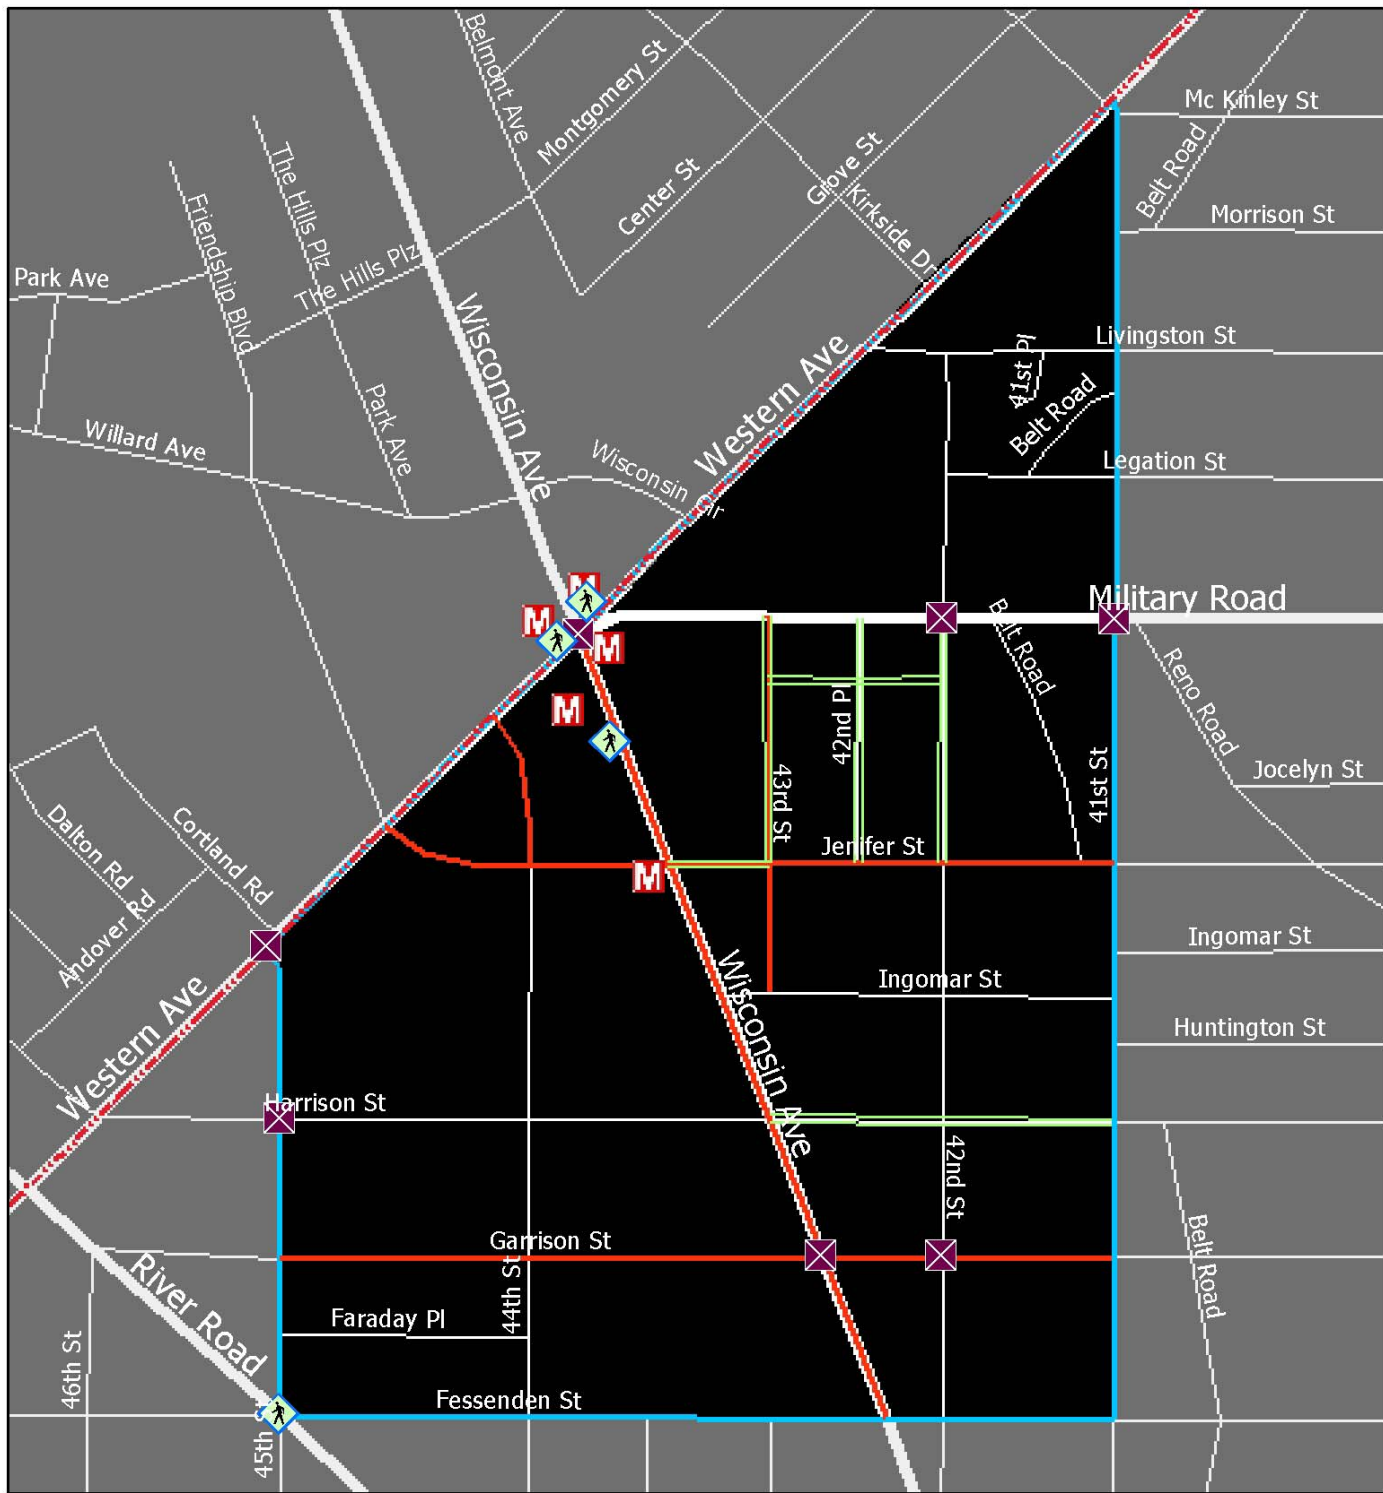 Belmont Ave
Montgomery St
Mc Kinley St
Belt Road
The Hills Plz
Center St
Grove St
Kirkside Dr
Morrison St
Friendship Blvd
The Hills Plz
Park Ave
Wisconsin Ave
Western Ave
Livingston St
41st Pl
Belt Road
Park Ave
Willard Ave
Wisconsin Cir
Legation St
M
M
M
M
Military Road
Belt Road
Reno Road
42nd Pl
43rd St
41st St
Jocelyn St
Cortland Rd
Dalton Rd
Andover Rd
Jenifer St
M
Western Ave
Wisconsin Ave
Ingomar St
Ingomar St
Huntington St
Harrison St
42nd St
Garrison St
44th St
River Road
Faraday Pl
Belt Road
46th St
Fessenden St
45th